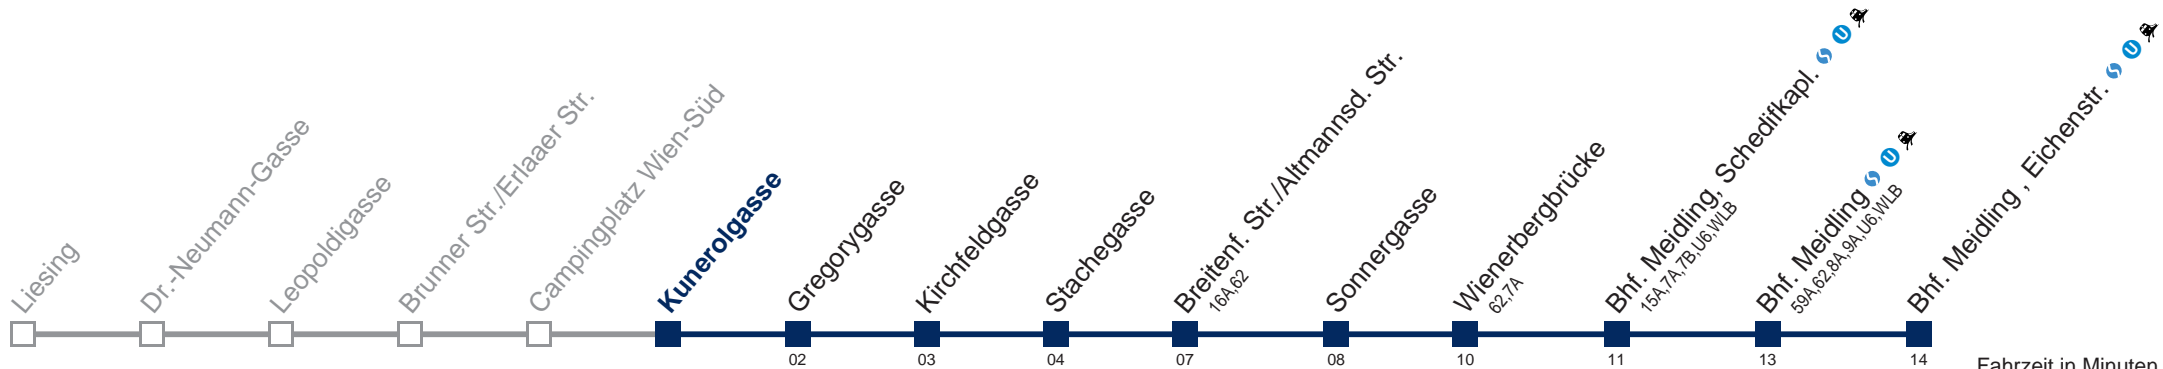 Liesing
Dr.-Neumann-Gasse
Leopoldigasse
Brunner Str./Erlaaer Str.
Campingplatz Wien-Süd
Kunerolgasse
Gregorygasse
Kirchfeldgasse
Stachegasse
Breitenf. Str./Altmannsd. Str.
16A,62
Sonnergasse
Wienerbergbrücke
62,7A
Bhf. Meidling, Schedifkapl. S U
15A,7A,7B,U6,WLB
Bhf. Meidling S U
59A,62,8A,9A,U6,WLB
Bhf. Meidling , Eichenstr. S U
02 03 04 07 08 10 11 13 14
Fahrzeit in Minuten